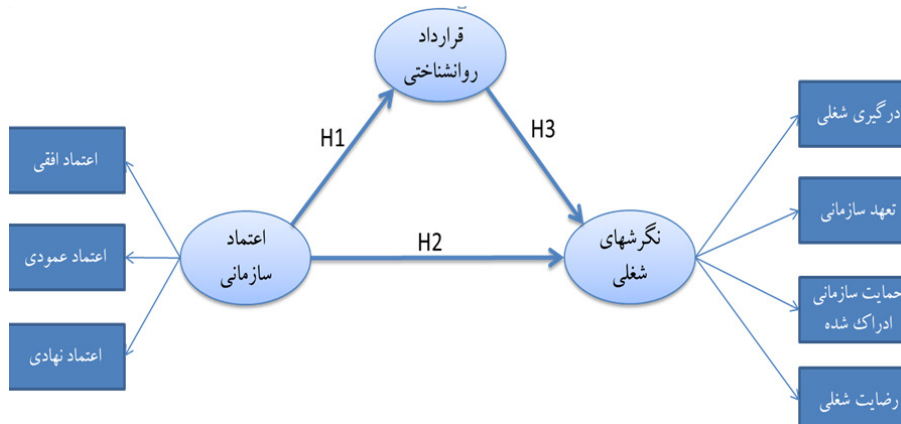 قرارداد
روانشناختی
H1
H3
H2
اعتماد
سازمانی
نگرشهای
شغلی
درگیری شغلی
تعهد سازمانی
حمایت سازمانی
ادراک شده
رضایت شغلی
اعتماد افقی
اعتماد عمودی
اعتماد نهادی